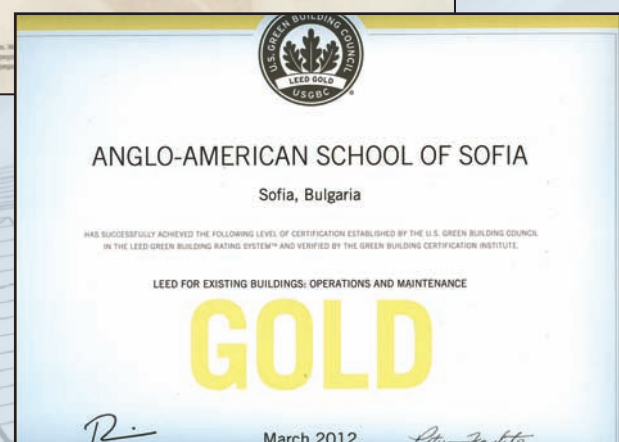 U.S. GREEN BUILDING COUNCIL
LEED GOLD
USGBC
®
ANGLO-AMERICAN SCHOOL OF SOFIA
Sofia, Bulgaria
HAS SUCCESSFULLY ACHIEVED THE FOLLOWING LEVEL OF CERTIFICATION ESTABLISHED BY THE U.S. GREEN BUILDING COUNCIL
IN THE LEED GREEN BUILDING RATING SYSTEM™ AND VERIFIED BY THE GREEN BUILDING CERTIFICATION INSTITUTE.
LEED FOR EXISTING BUILDINGS: OPERATIONS AND MAINTENANCE
GOLD
March 2012